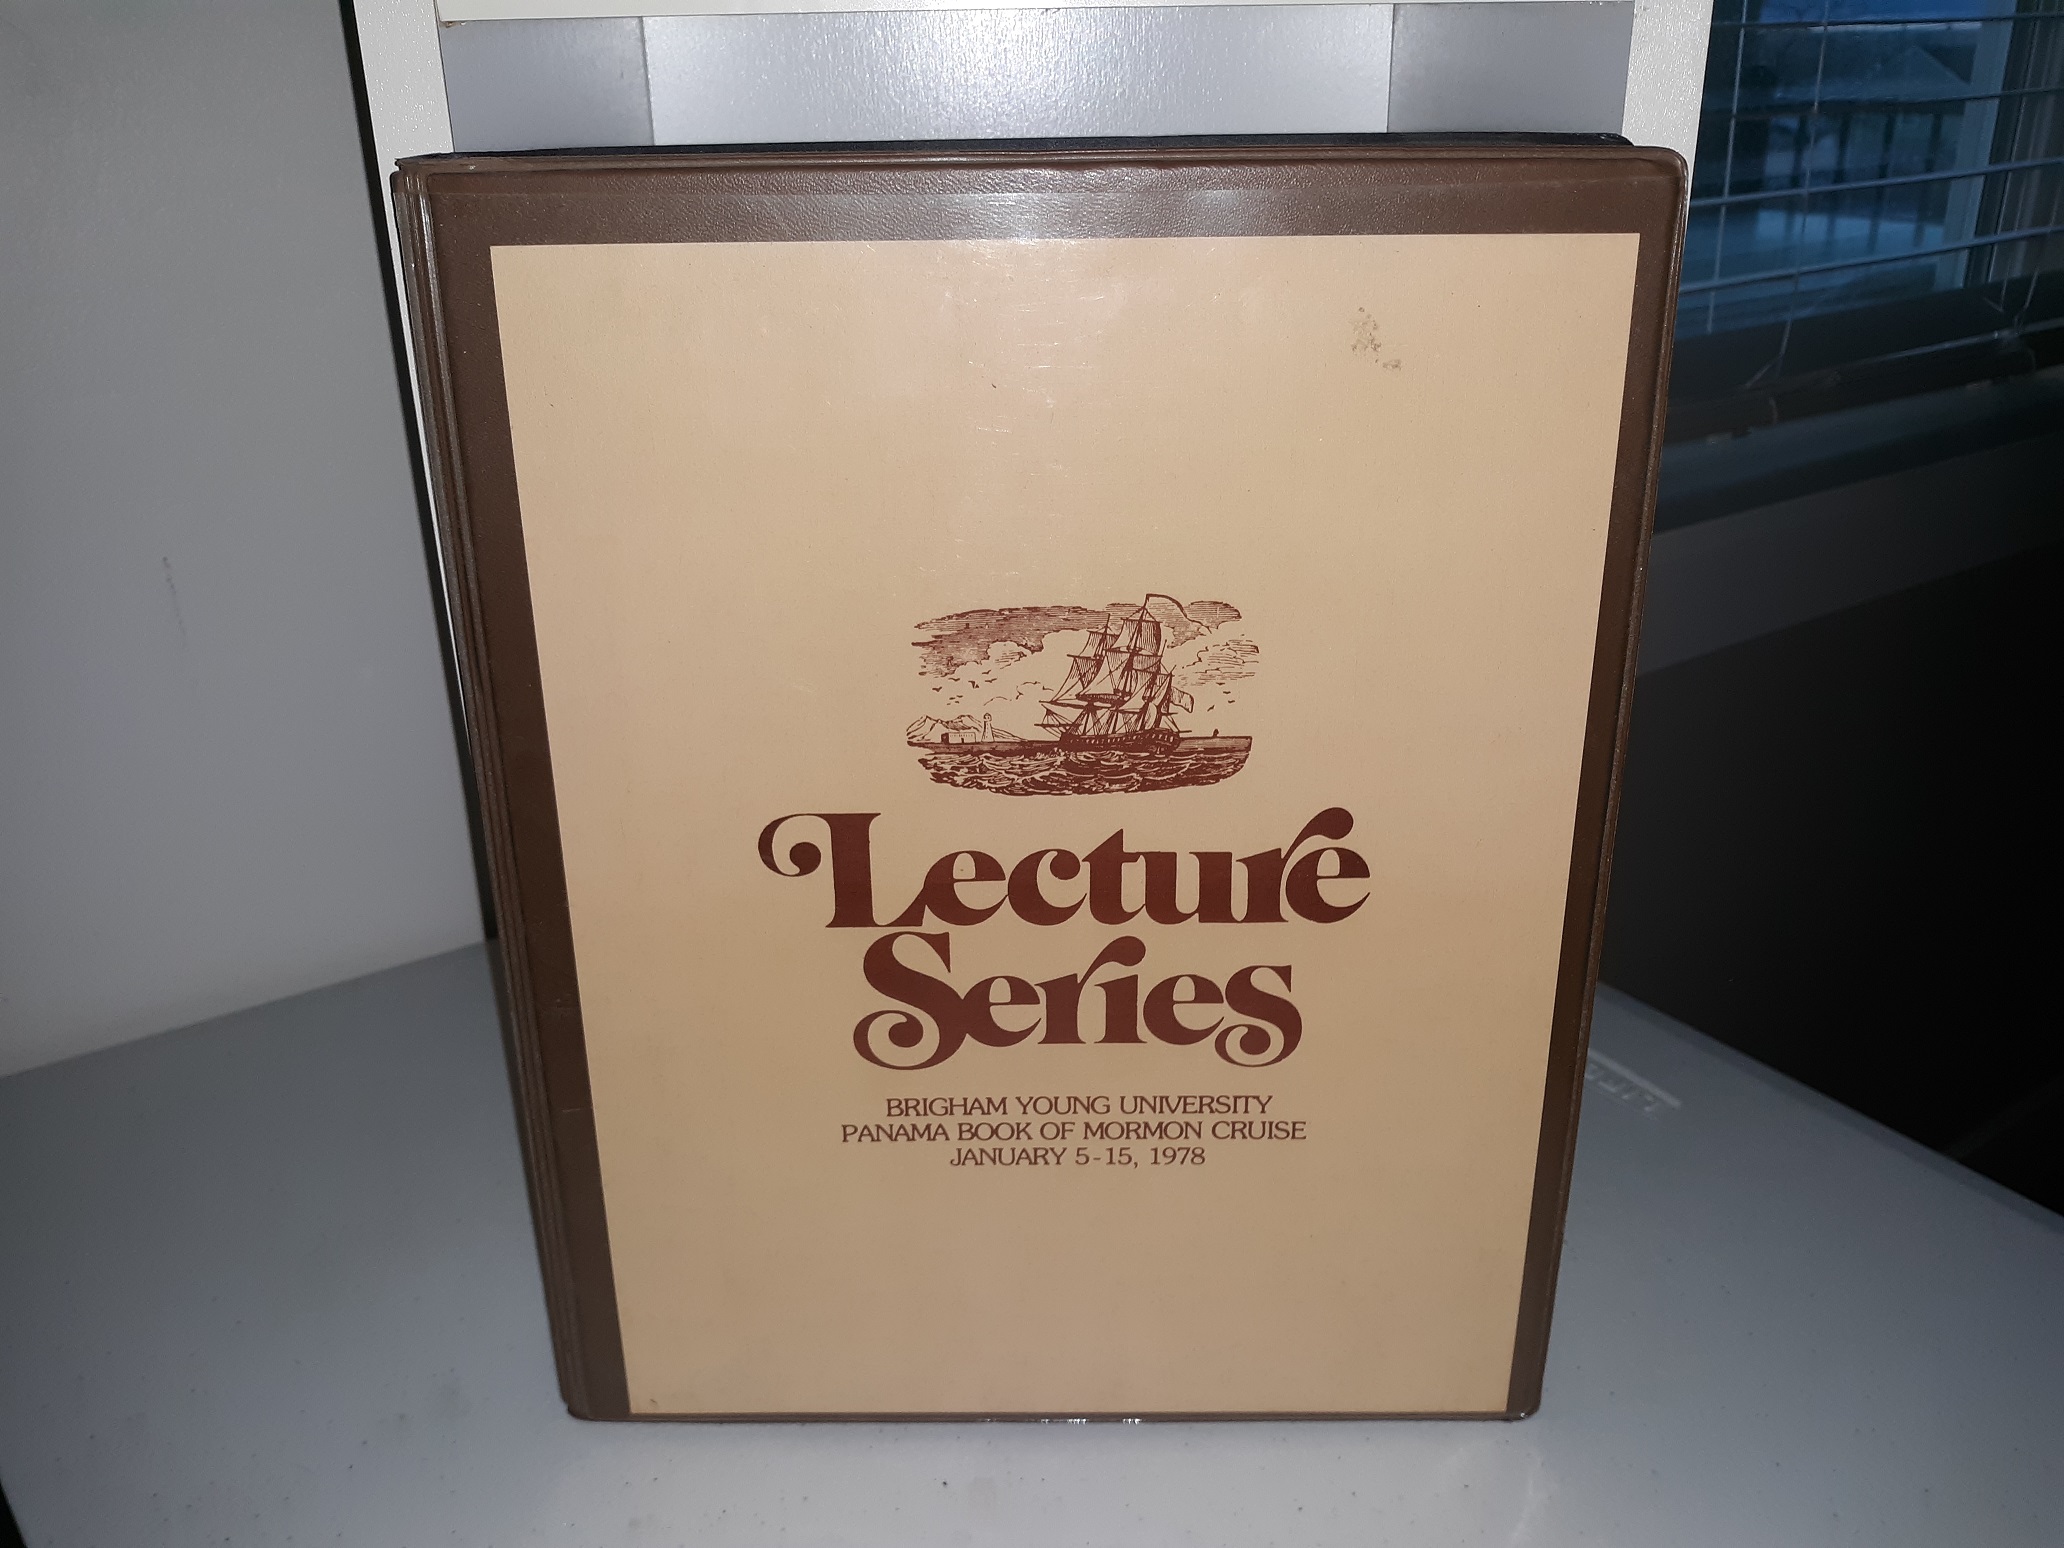 Lecture
Series
BRIGHAM YOUNG UNIVERSITY
PANAMA BOOK OF MORMON CRUISE
JANUARY 5-15, 1978